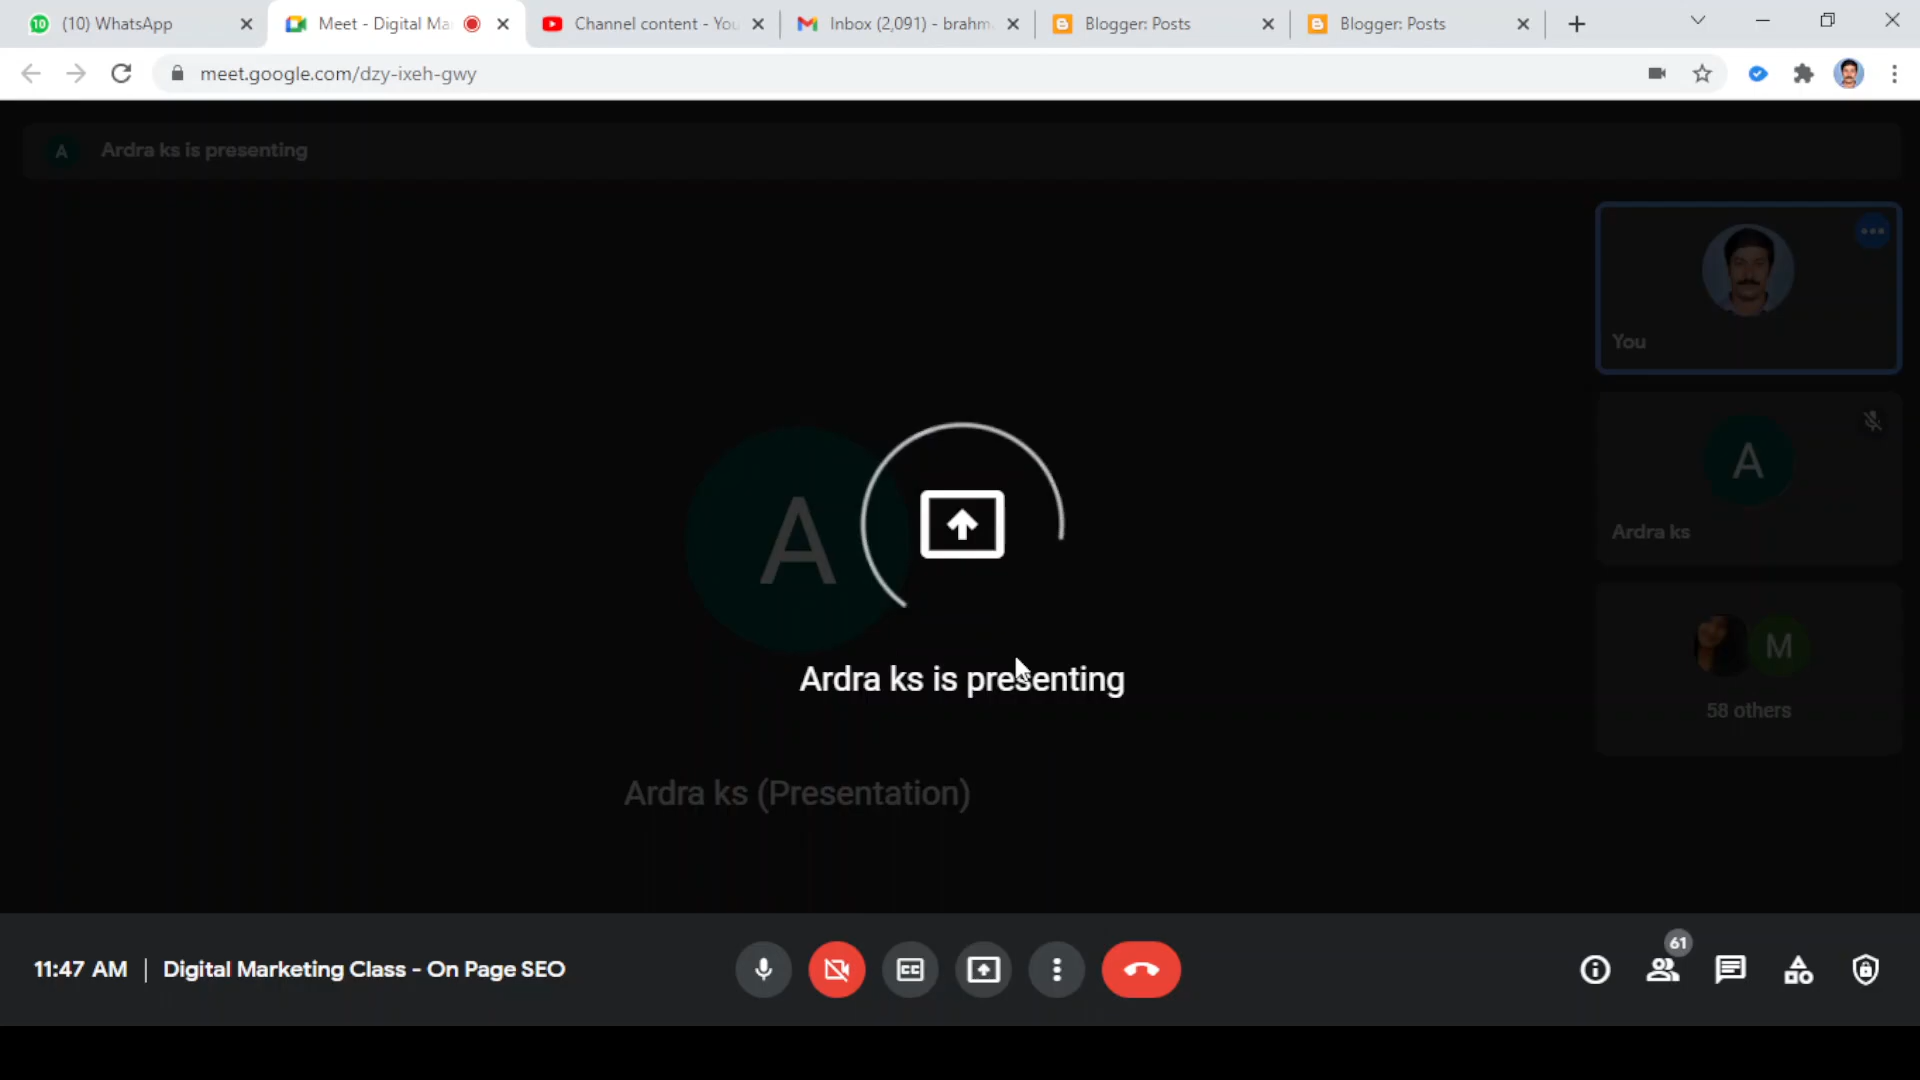 10 (10) WhatsApp
Meet - Digital Ma
Channel content - You
Inbox (2,091) - brahm
Blogger: Posts
Blogger: Posts
meet.google.com/dzy-ixeh-gwy
A Ardra ks is presenting
You
A
A
Ardra ks
Ardra ks is presenting
M
58 others
Ardra ks (Presentation)
61
11:47 AM | Digital Marketing Class - On Page SEO
CC